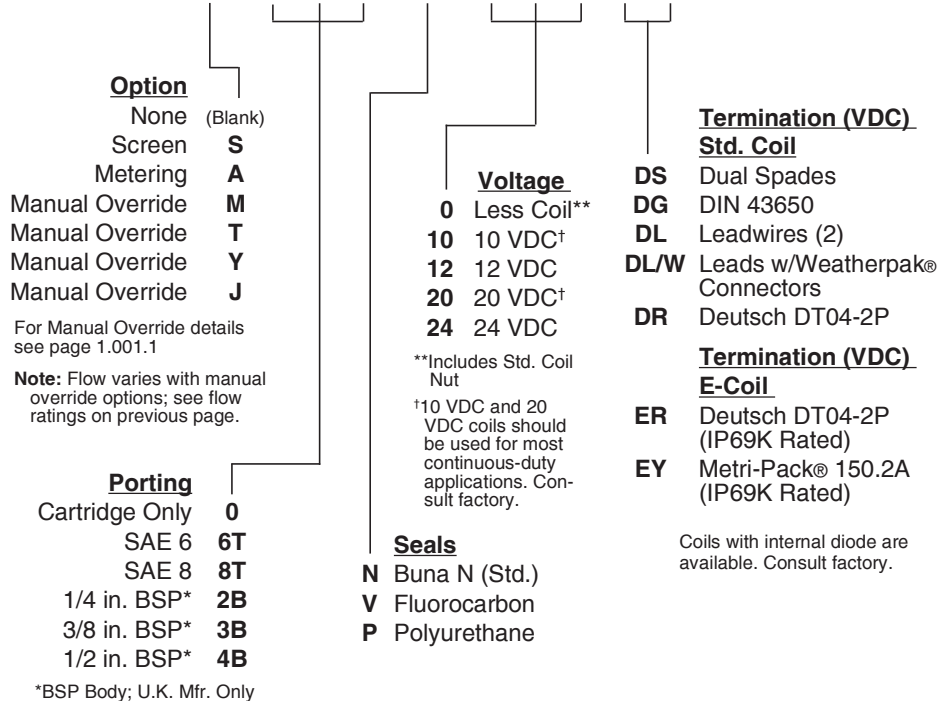 Option
None (Blank)
Screen S
Metering A
Manual Override M
Manual Override T
Manual Override Y
Manual Override J
For Manual Override details
see page 1.001.1
Note: Flow varies with manual
override options; see flow
ratings on previous page.
Porting
Cartridge Only 0
SAE 6 6T
SAE 8 8T
1/4 in. BSP* 2B
3/8 in. BSP* 3B
1/2 in. BSP* 4B
*BSP Body; U.K. Mfr. Only
Seals
N Buna N (Std.)
V Fluorocarbon
P Polyurethane
Voltage
0 Less Coil**
10 10 VDC†
12 12 VDC
20 20 VDC†
24 24 VDC
**Includes Std. Coil
Nut
†10 VDC and 20
VDC coils should
be used for most
continuous-duty
applications. Con-
sult factory.
Termination (VDC)
Std. Coil
DS Dual Spades
DG DIN 43650
DL Leadwires (2)
DL/W Leads w/Weatherpak®
Connectors
DR Deutsch DT04-2P
Termination (VDC)
E-Coil
ER Deutsch DT04-2P
(IP69K Rated)
EY Metri-Pack® 150.2A
(IP69K Rated)
Coils with internal diode are
available. Consult factory.